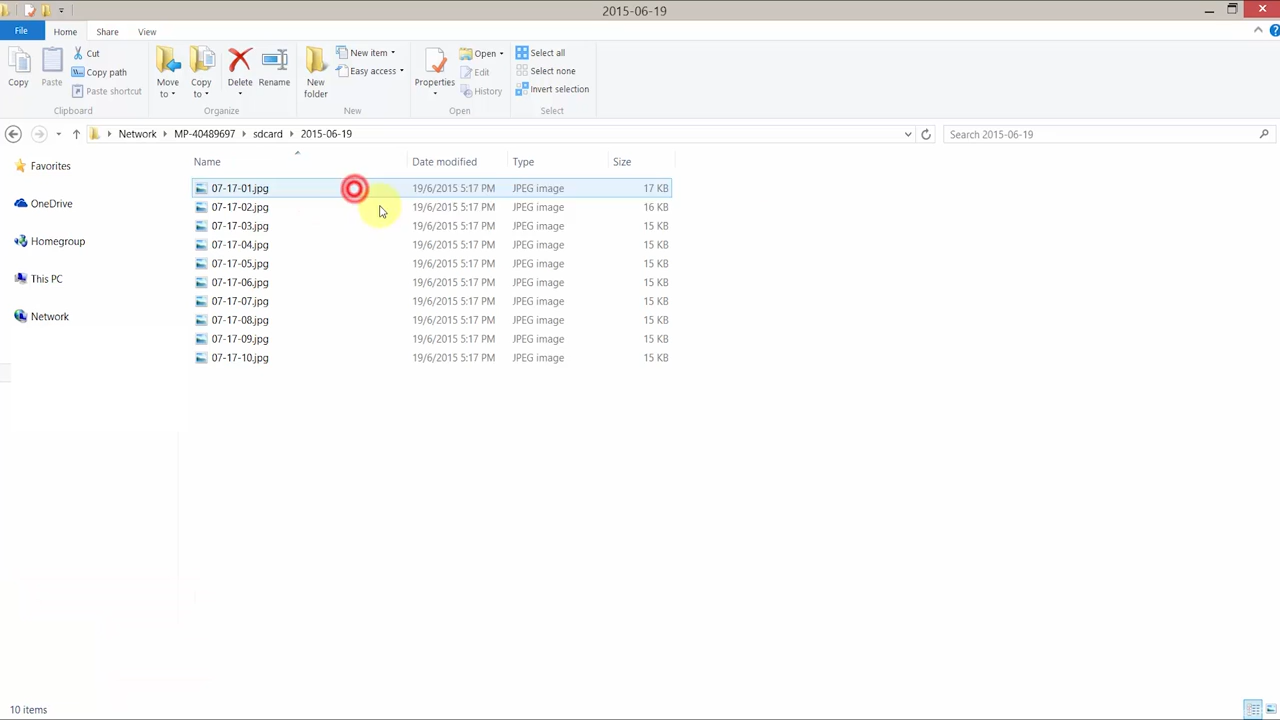 2015-06-19
File Home Share View
Copy
Paste
Cut
Copy path
Paste shortcut
Clipboard
Move to
Copy to
Delete
Rename
Organize
New folder
New item
Easy access
New
Properties
Open
Edit
History
Open
Select all
Select none
Invert selection
Select
Network MP-40489697 sdcard 2015-06-19
Search 2015-06-19
Favorites
OneDrive
Homegroup
This PC
Network
Name Date modified Type Size
07-17-01.jpg 19/6/2015 5:17 PM JPEG image 17 KB
07-17-02.jpg 19/6/2015 5:17 PM JPEG image 16 KB
07-17-03.jpg 19/6/2015 5:17 PM JPEG image 15 KB
07-17-04.jpg 19/6/2015 5:17 PM JPEG image 15 KB
07-17-05.jpg 19/6/2015 5:17 PM JPEG image 15 KB
07-17-06.jpg 19/6/2015 5:17 PM JPEG image 15 KB
07-17-07.jpg 19/6/2015 5:17 PM JPEG image 15 KB
07-17-08.jpg 19/6/2015 5:17 PM JPEG image 15 KB
07-17-09.jpg 19/6/2015 5:17 PM JPEG image 15 KB
07-17-10.jpg 19/6/2015 5:17 PM JPEG image 15 KB
10 items